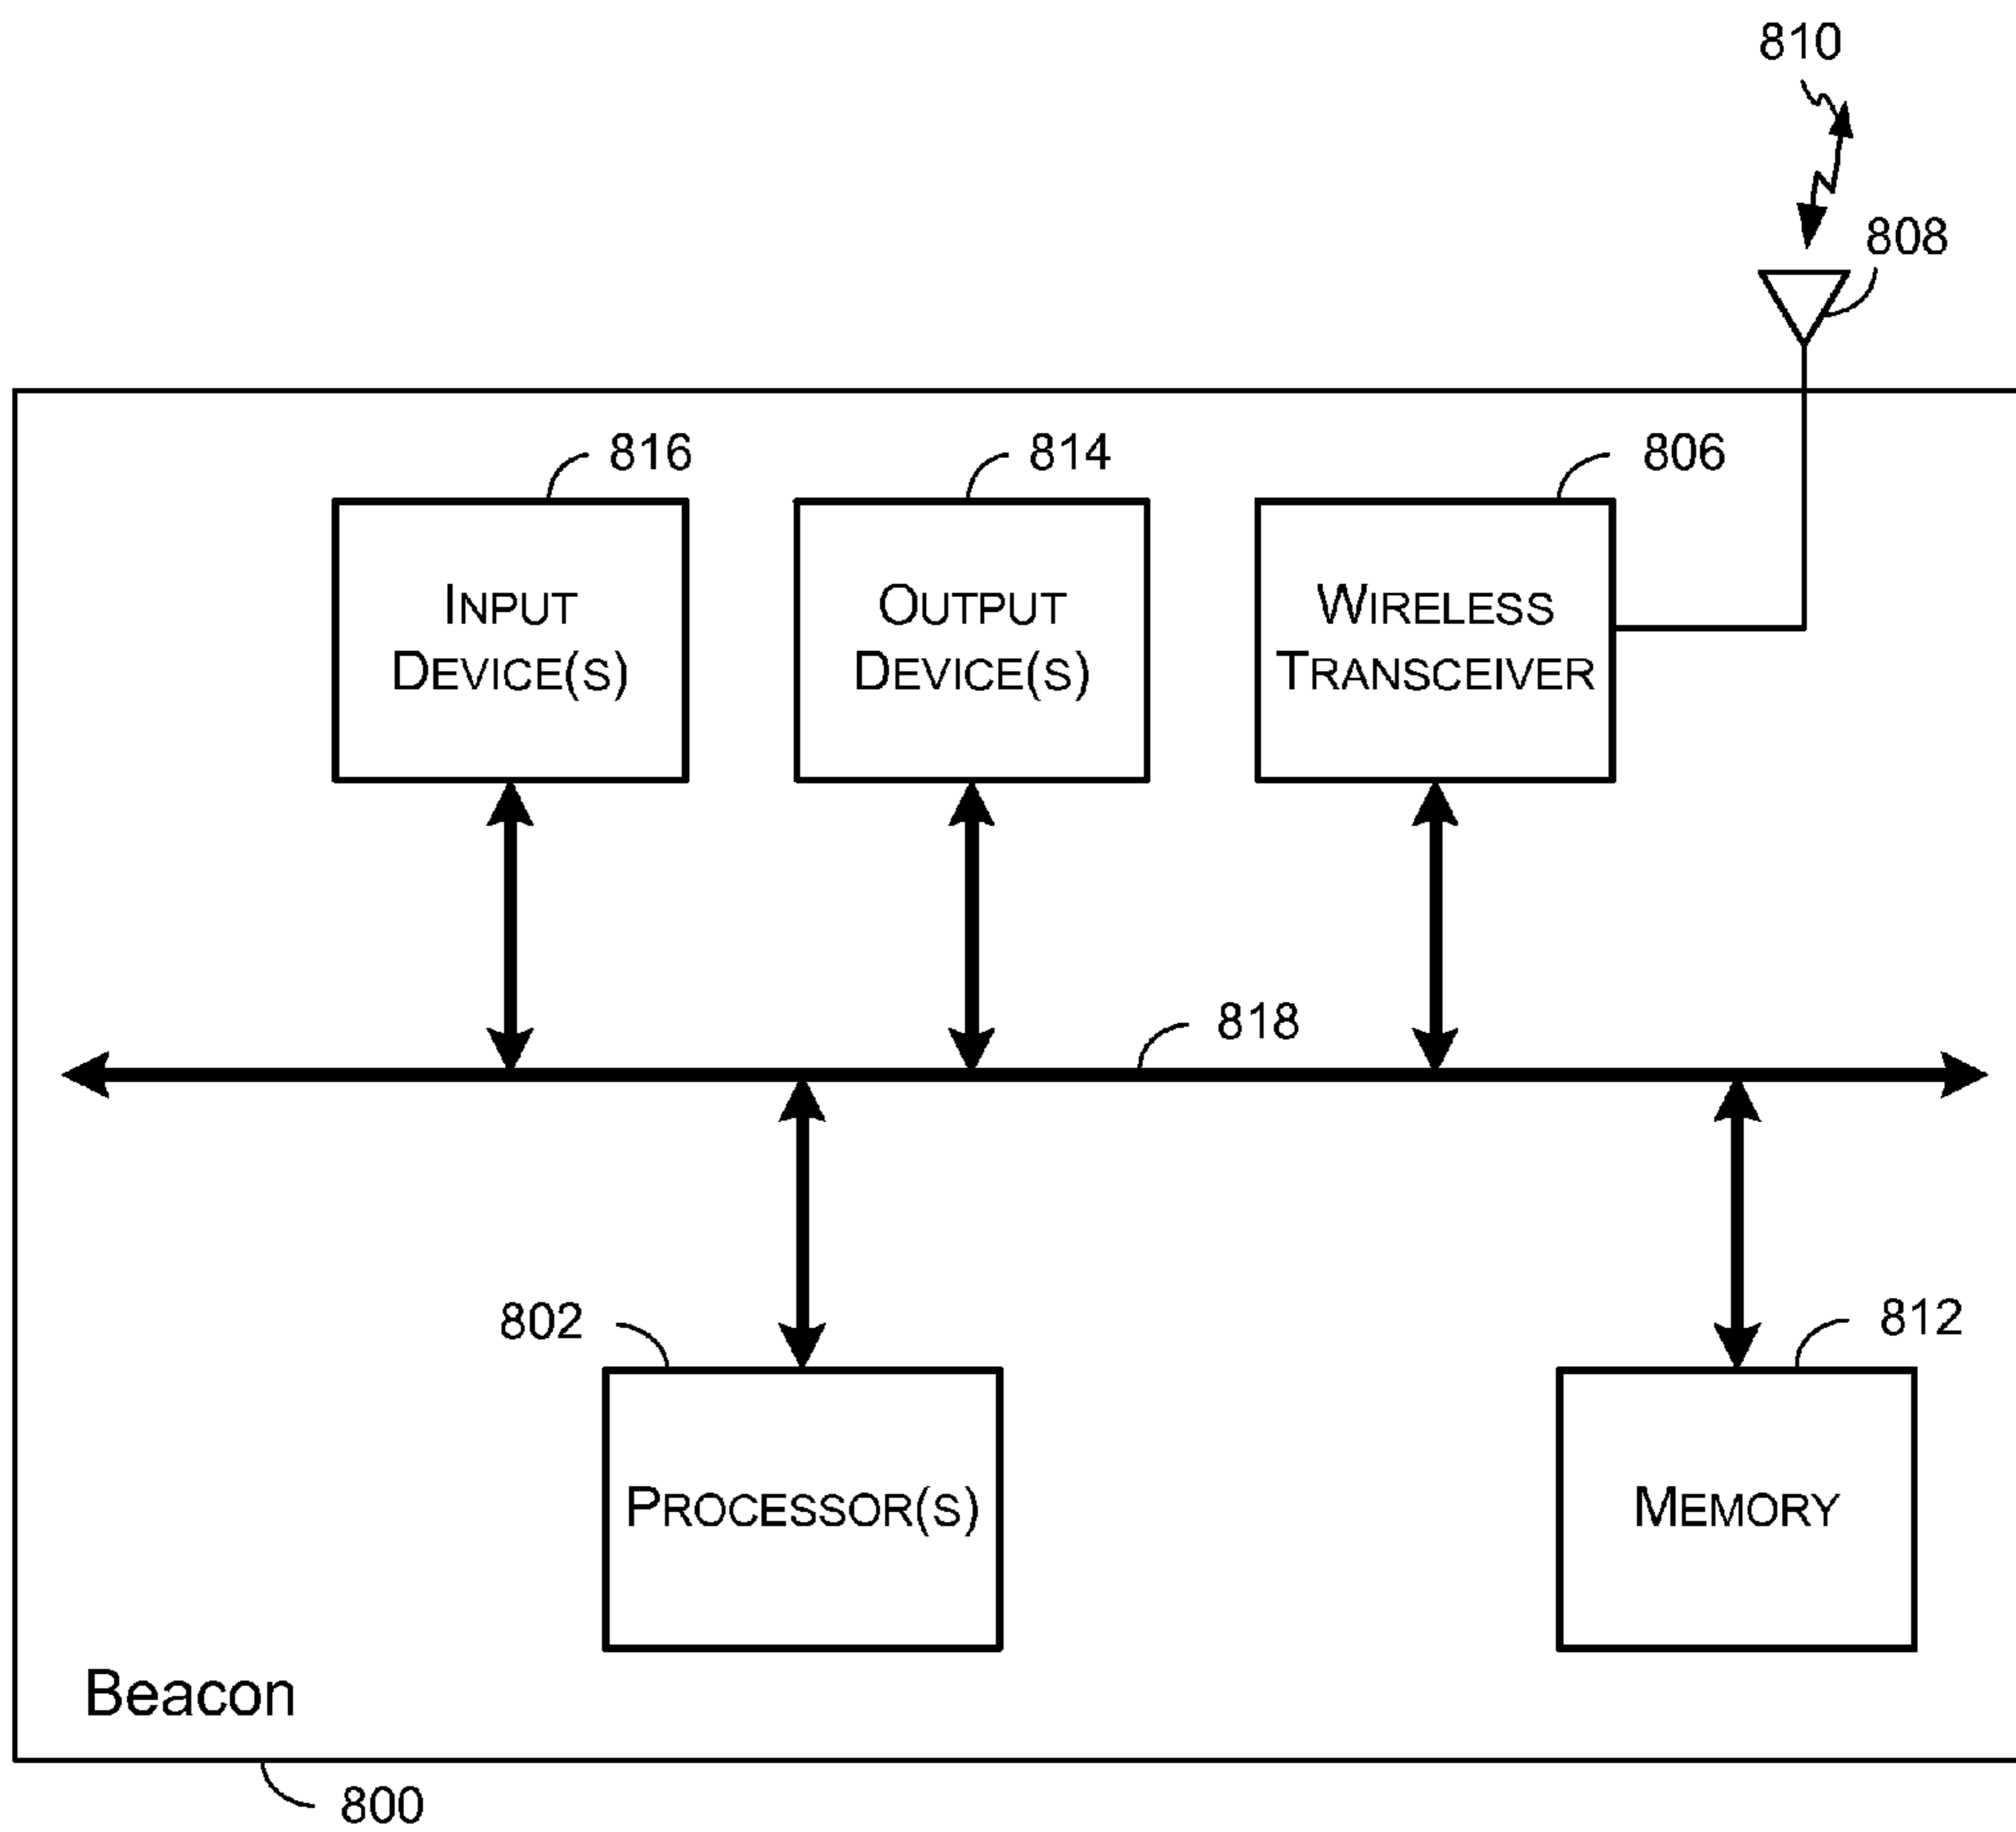 810
808
816
814
806
INPUT
DEVICE(S)
OUTPUT
DEVICE(S)
WIRELESS
TRANSCEIVER
818
802
812
PROCESSOR(S)
MEMORY
Beacon
800